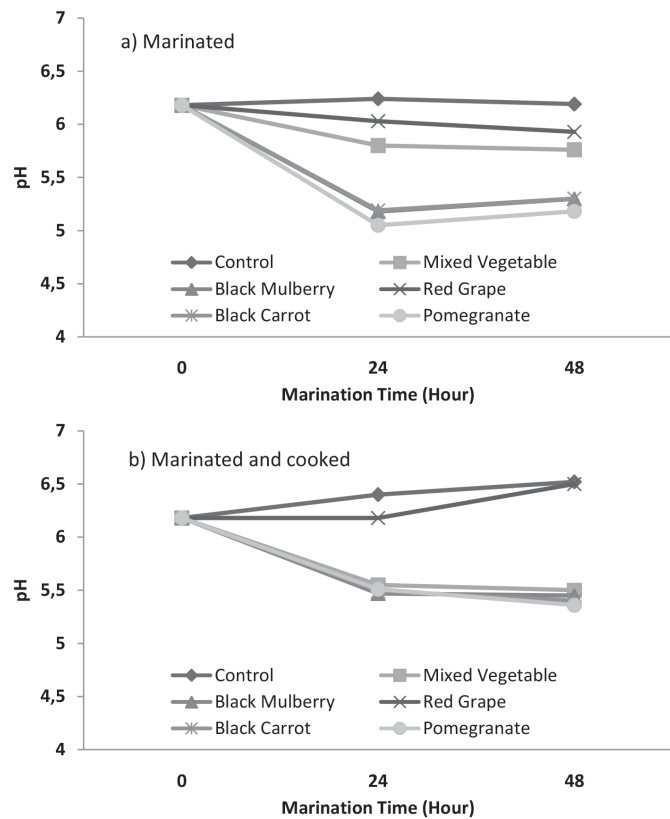 7
a) Marinated
6,5
6
5,5
pH
5
Control Mixed Vegetable
4,5
Black Mulberry Red Grape
Black Carrot Pomegranate
4
0 24 48
Marination Time (Hour)
7
b) Marinated and cooked
6,5
6
5,5
pH
5
Control Mixed Vegetable
4,5
Black Mulberry Red Grape
Black Carrot Pomegranate
4
0 24 48
Marination Time (Hour)